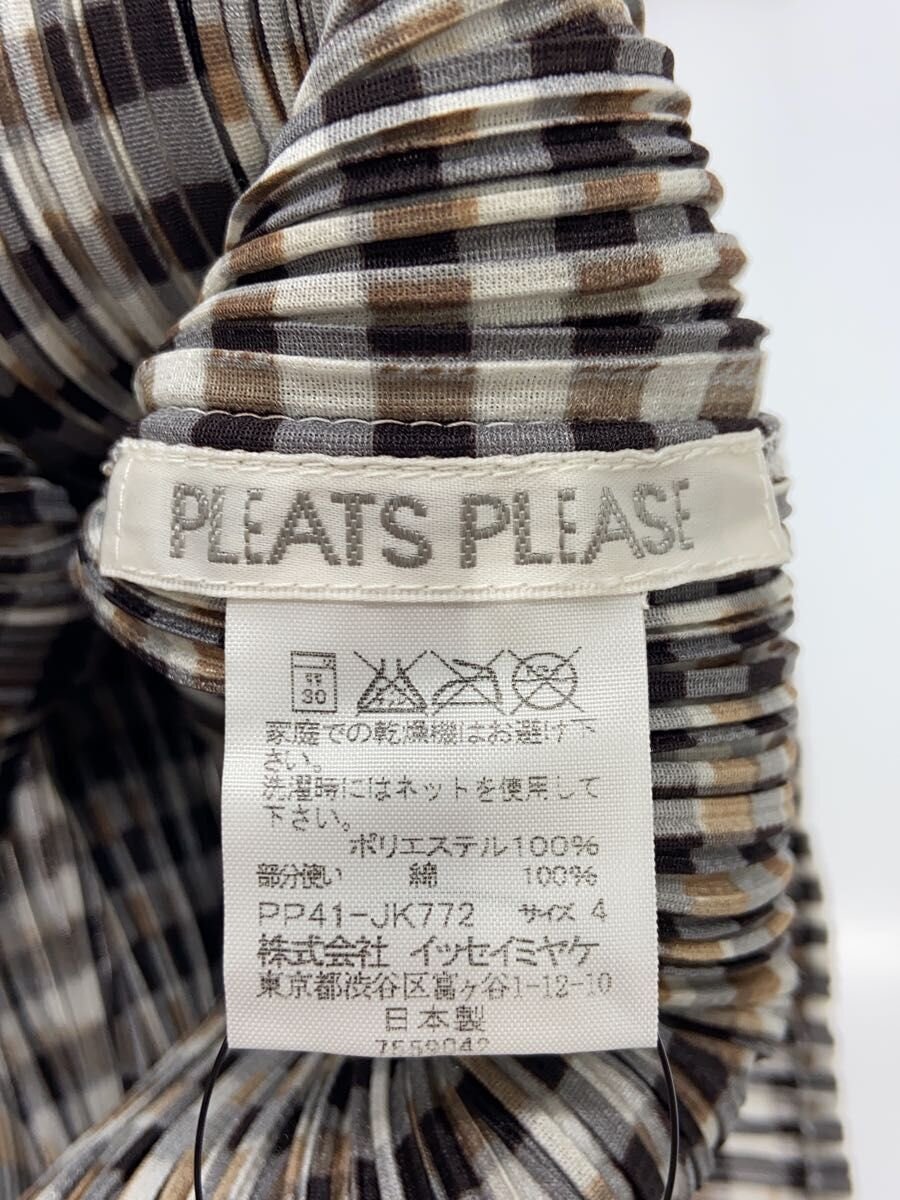 PLEATS PLEASE
30
家庭での乾燥機はお避け下
さい。
洗濯時にはネットを使用して
下さい。
ポリエステル100%
部分使い 綿 100%
PP41-JK772 サイズ 4
株式会社 イッセイミヤケ
東京都渋谷区富ヶ谷1-12-10
日本製
7559042